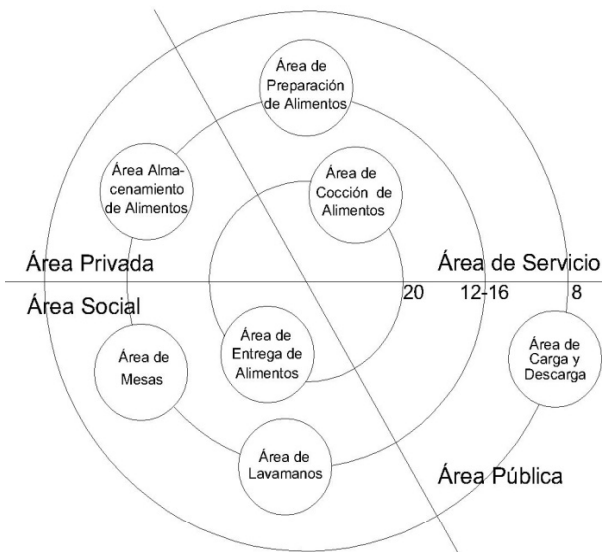 Área de
Preparación
de Alimentos
Área Alma-
cenamiento
de Alimentos
Área de
Cocción de
Alimentos
Área Privada
Área de Servicio
Área Social
20
12-16
8
Área de
Entrega de
Alimentos
Área de
Mesas
Área de
Carga y
Descarga
Área de
Lavamanos
Área Pública